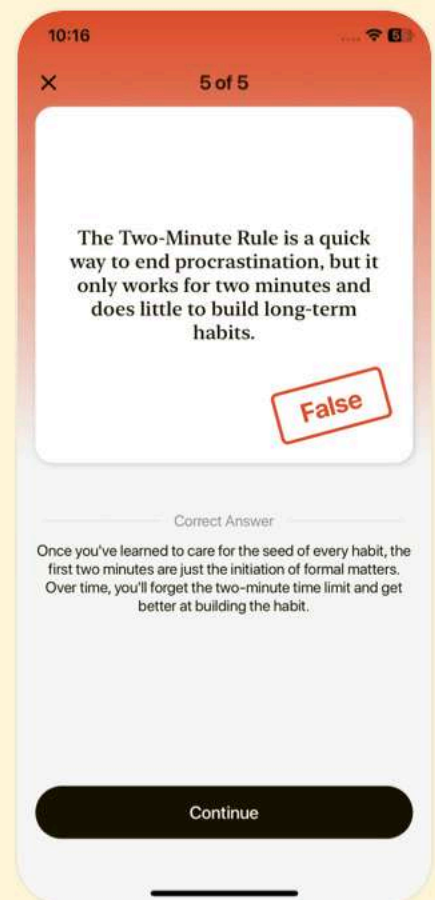 10:16
5
5 of 5
The Two-Minute Rule is a quick
way to end procrastination, but it
only works for two minutes and
does little to build long-term
habits.
False
Correct Answer
Once you've learned to care for the seed of every habit, the
first two minutes are just the initiation of formal matters.
Over time, you'll forget the two-minute time limit and get
better at building the habit.
Continue